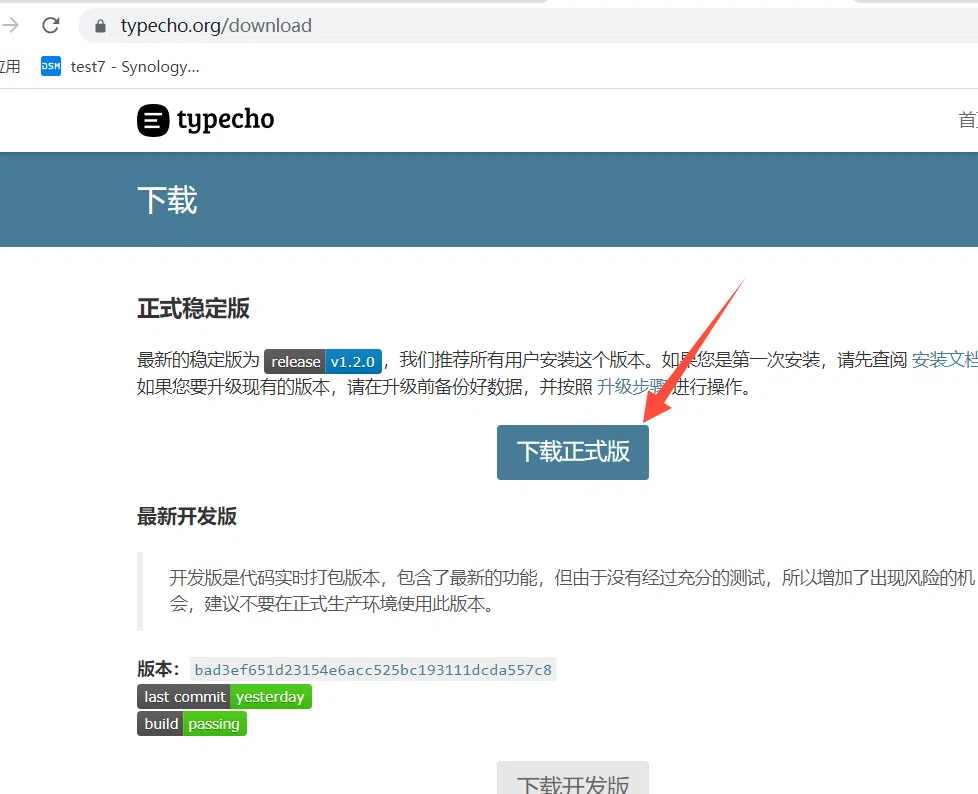 typecho.org/download
应用
DSM
test7 - Synology...
typecho
首页
下载
正式稳定版
最新的稳定版为 release v1.2.0 ，我们推荐所有用户安装这个版本。如果您是第一次安装，请先查阅 安装文档
如果您要升级现有的版本，请在升级前备份好数据，并按照 升级步骤 进行操作。
下载正式版
最新开发版
开发版是代码实时打包版本，包含了最新的功能，但由于没有经过充分的测试，所以增加了出现风险的机
会，建议不要在正式生产环境使用此版本。
版本： bad3ef651d23154e6acc525bc193111dcda557c8
last commit yesterday
build passing
下载开发版